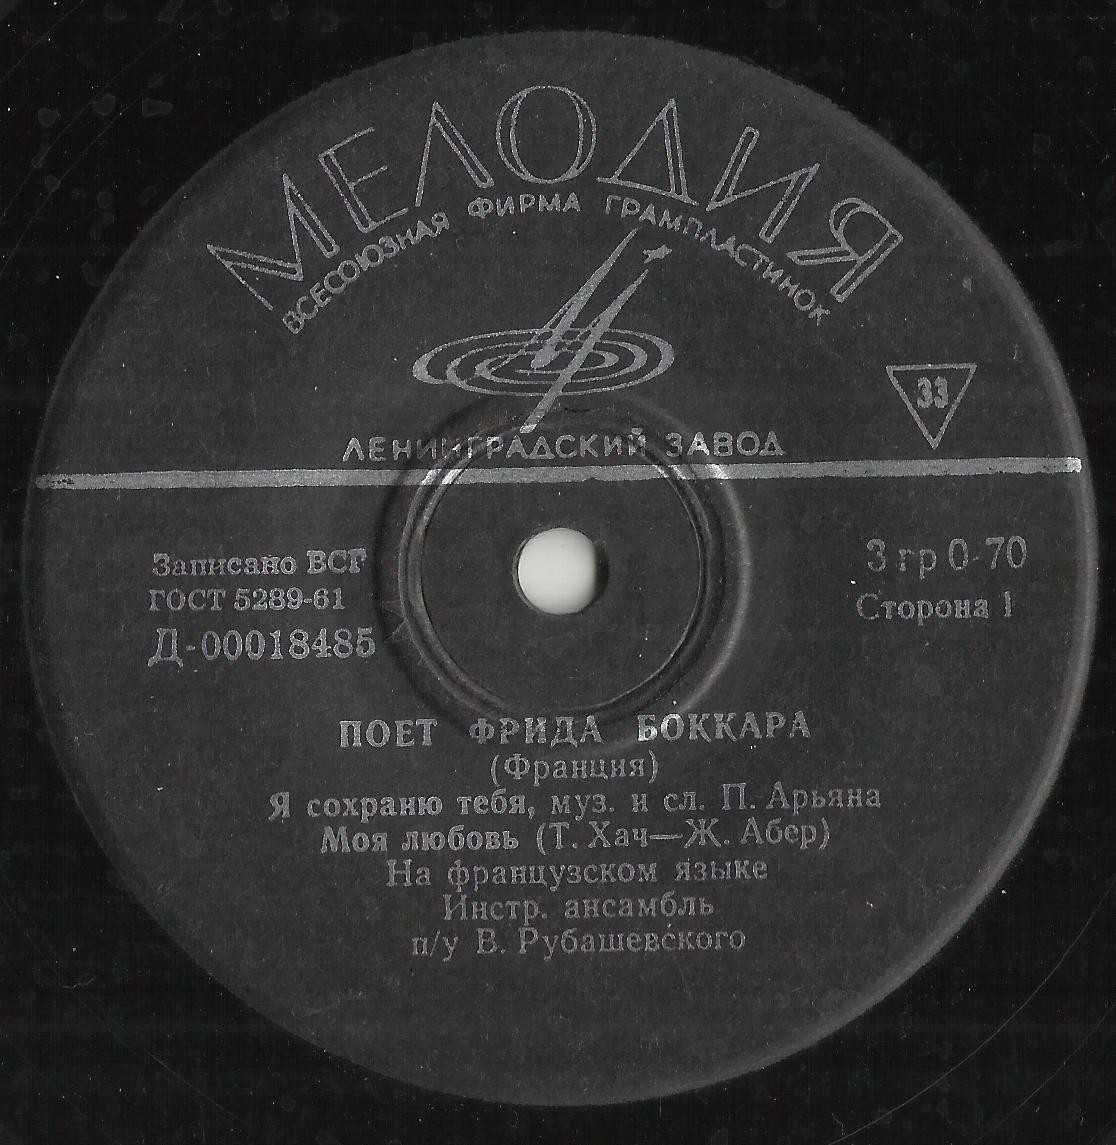 МЕЛОДИЯ
ВСЕСОЮЗНАЯ ФИРМА ГРАМПЛАСТИНОК
33
ЛЕНИНГРАДСКИЙ ЗАВОД
Записано ВСГ
ГОСТ 5289-61
Д-00018485
3 гр 0-70
Сторона 1
ПОЕТ ФРИДА БОККАРА
(Франция)
Я сохраню тебя, муз. и сл. П. Арьяна
Моя любовь (Т. Хач—Ж. Абер)
На французском языке
Инстр. ансамбль
п/у В. Рубашевского